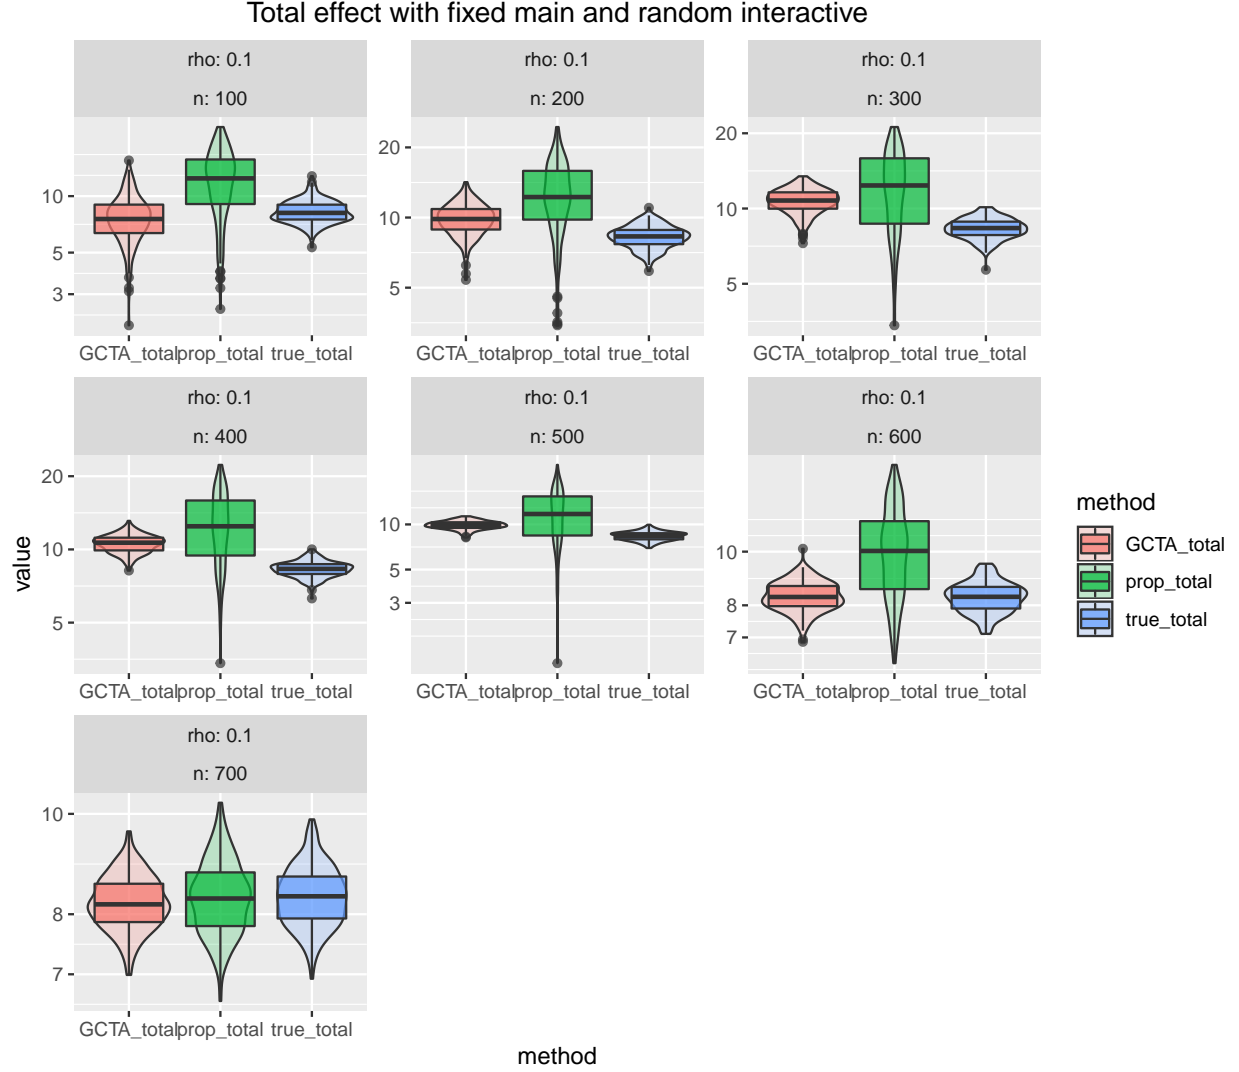 Total effect with fixed main and random interactive
rho: 0.1
n: 100
10
5
3
GCTA_total prop_total true_total
rho: 0.1
n: 200
20
10
5
GCTA_total prop_total true_total
rho: 0.1
n: 300
20
10
5
GCTA_total prop_total true_total
value
rho: 0.1
n: 400
20
10
5
GCTA_total prop_total true_total
rho: 0.1
n: 500
10
5
3
GCTA_total prop_total true_total
rho: 0.1
n: 600
10
8
7
GCTA_total prop_total true_total
rho: 0.1
n: 700
10
8
7
GCTA_total prop_total true_total
method
method
GCTA_total
prop_total
true_total